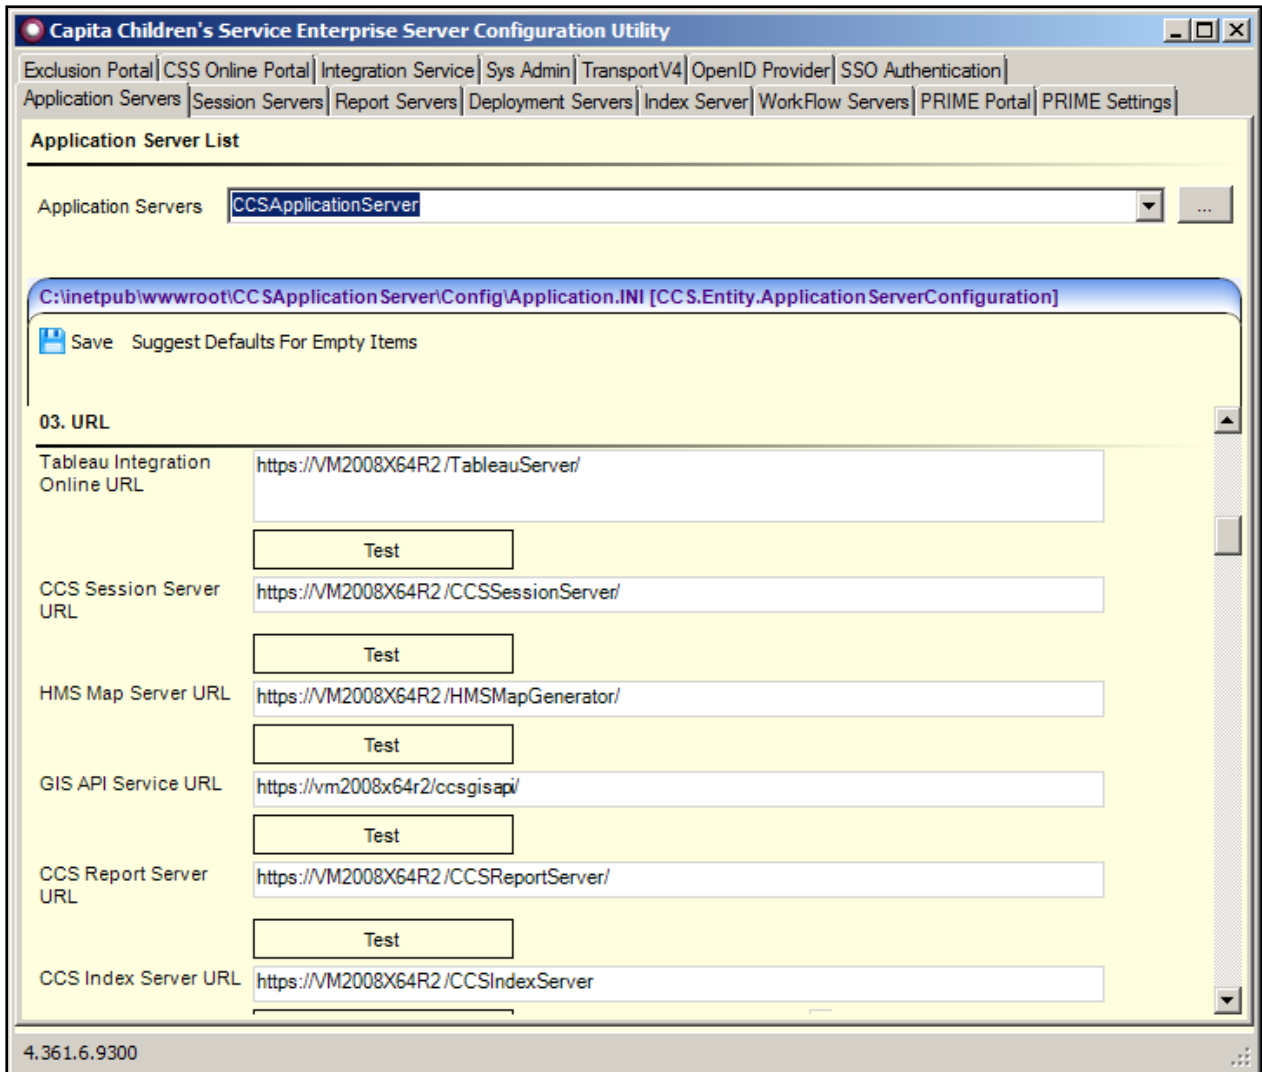 Capita Children's Service Enterprise Server Configuration Utility
Exclusion Portal CSS Online Portal Integration Service Sys Admin TransportV4 OpenID Provider SSO Authentication
Application Servers Session Servers Report Servers Deployment Servers Index Server WorkFlow Servers PRIME Portal PRIME Settings
Application Server List
Application Servers CCSApplicationServer ...
C:\inetpub\wwwroot\CCSApplicationServer\Config\Application.INI [CCS.Entity.ApplicationServerConfiguration]
Save Suggest Defaults For Empty Items
03. URL
Tableau Integration https://VM2008X64R2/TableauServer/
Online URL
Test
CCS Session Server https://VM2008X64R2/CCSSessionServer/
URL
Test
HMS Map Server URL https://VM2008X64R2/HMSMapGenerator/
Test
GIS API Service URL https://vm2008x64r2/ccsgisapi/
Test
CCS Report Server https://VM2008X64R2/CCSReportServer/
URL
Test
CCS Index Server URL https://VM2008X64R2/CCSIndexServer
4.361.6.9300